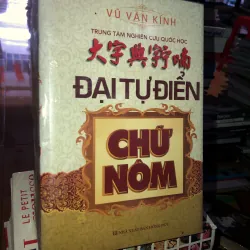 VŨ VĂN KÍNH
TRUNG TÂM NGHIÊN CỨU QUỐC HỌC
大字典𡨸喃
ĐẠI TỰ ĐIỂN
CHỮ
NÔM
LE PETIT